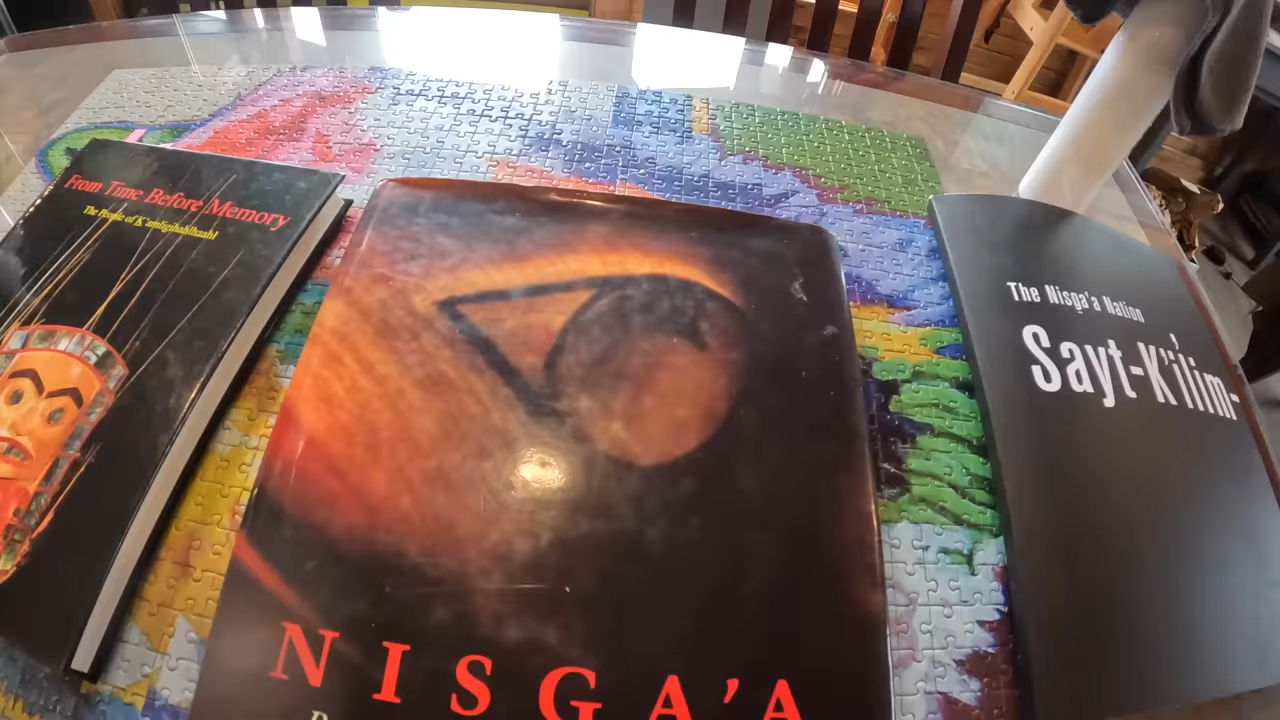 From Time Before Memory
The People of K'amligihahlhaahl
NISGA'A
The Nisga'a Nation
Sayt-K'ilim-